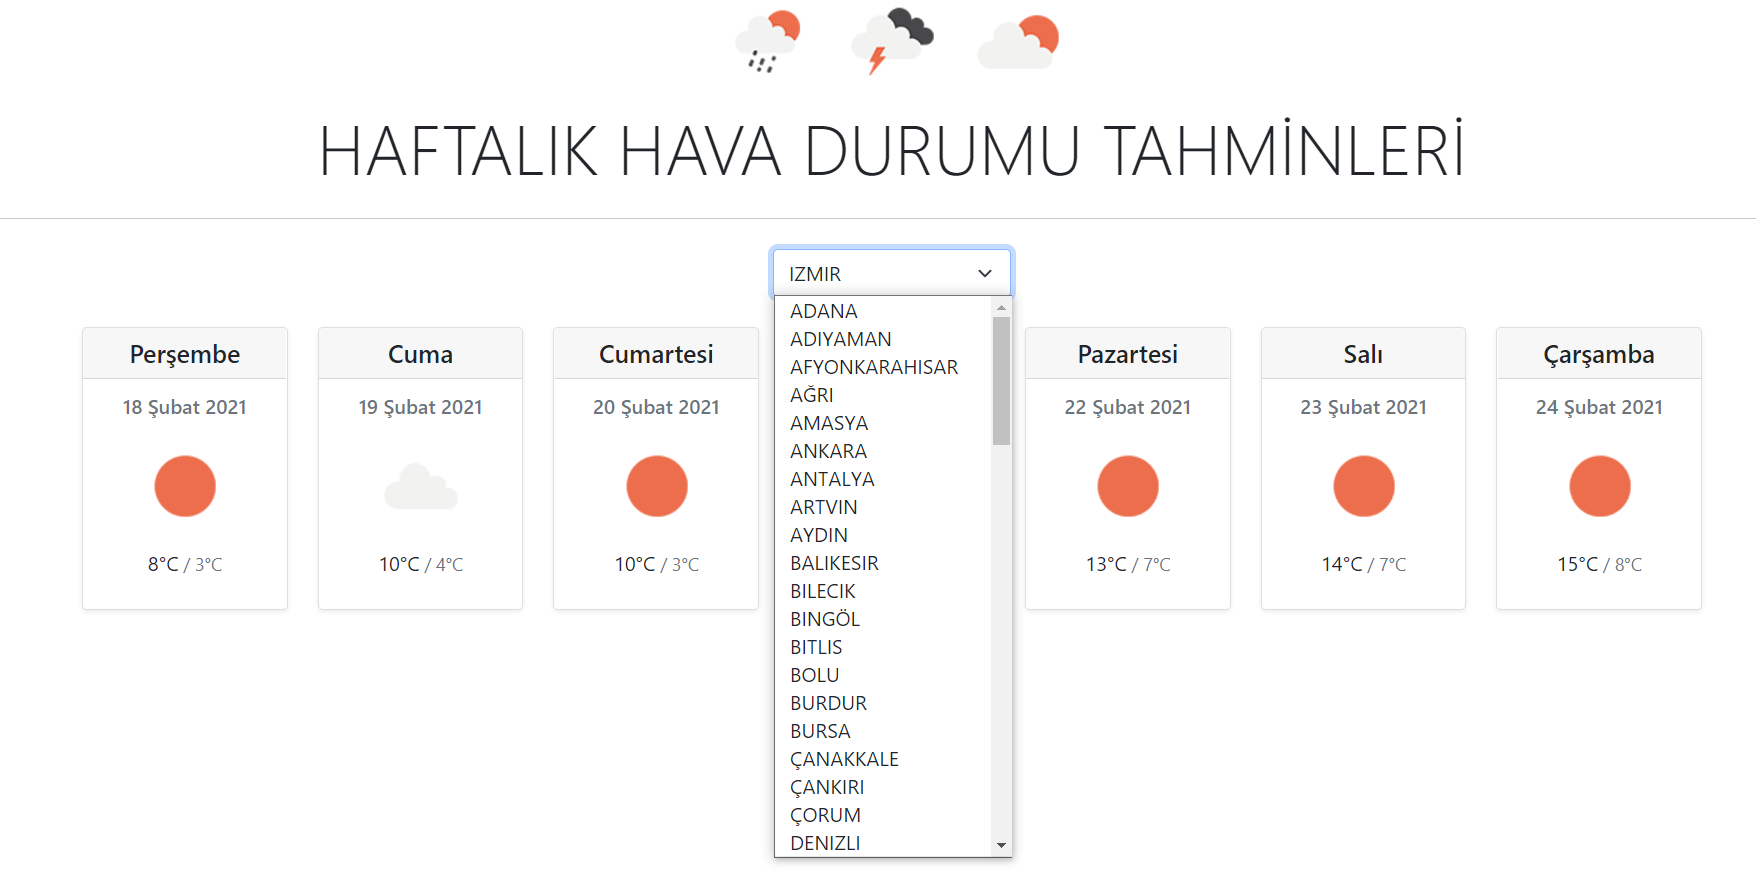 HAFTALIK HAVA DURUMU TAHMİNLERİ
IZMIR
ADANA
ADIYAMAN
AFYONKARAHISAR
AĞRI
AMASYA
ANKARA
ANTALYA
ARTVIN
AYDIN
BALIKESIR
BILECIK
BINGÖL
BITLIS
BOLU
BURDUR
BURSA
ÇANAKKALE
ÇANKIRI
ÇORUM
DENIZLI
Perşembe
18 Şubat 2021
8°C / 3°C
Cuma
19 Şubat 2021
10°C / 4°C
Cumartesi
20 Şubat 2021
10°C / 3°C
Pazartesi
22 Şubat 2021
13°C / 7°C
Salı
23 Şubat 2021
14°C / 7°C
Çarşamba
24 Şubat 2021
15°C / 8°C